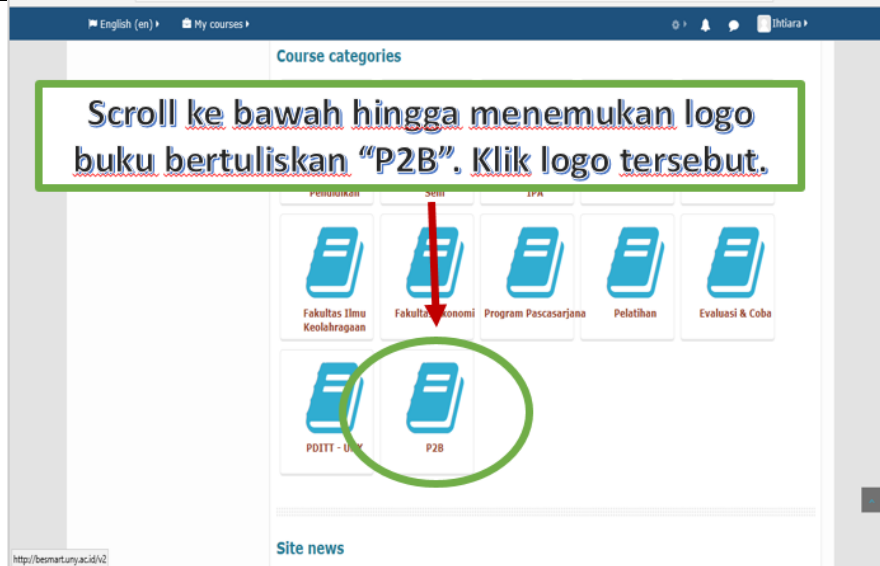 English (en)
My courses
Ihtiara
Course categories
Scroll ke bawah hingga menemukan logo
buku bertuliskan “P2B”. Klik logo tersebut.
Pendidikan
Seni
IPA
Fakultas Ilmu
Keolahragaan
Fakultas Ekonomi
Program Pascasarjana
Pelatihan
Evaluasi & Coba
PDITT - UNY
P2B
Site news
http://besmart.uny.ac.id/v2